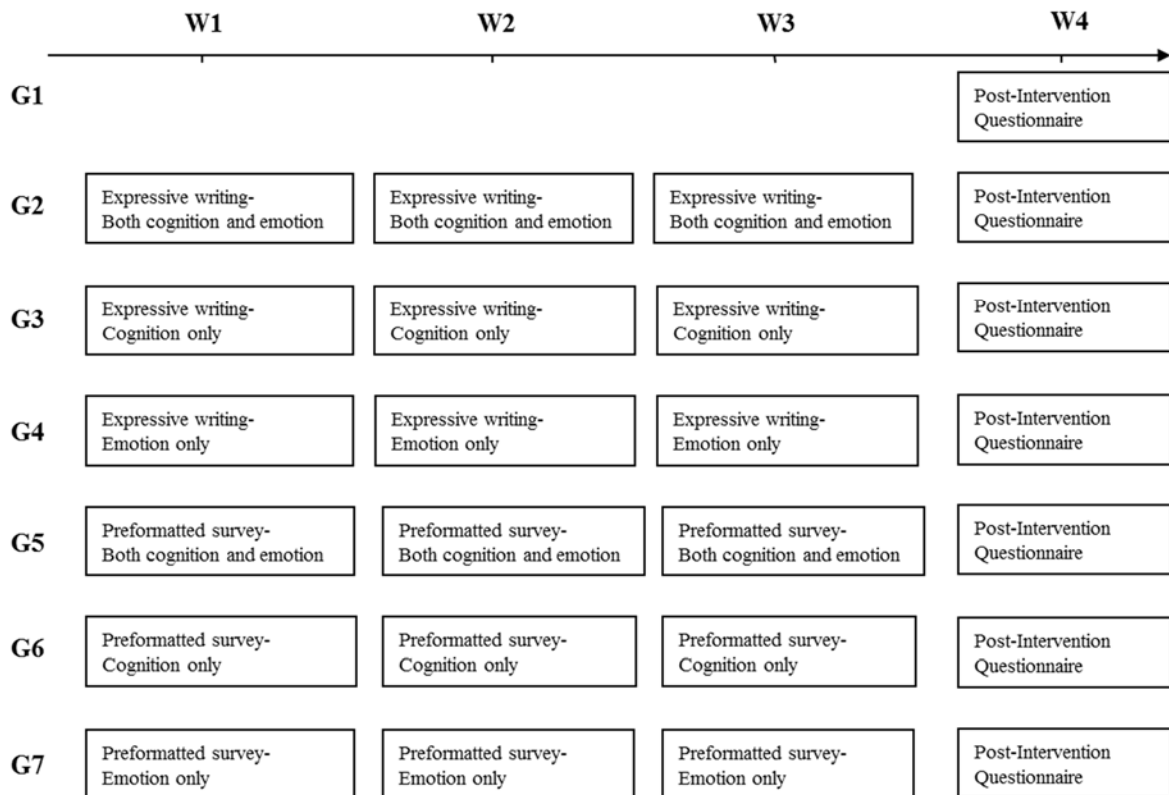 W1 W2 W3 W4
G1
Post-Intervention
Questionnaire
G2
Expressive writing-
Both cognition and emotion
Expressive writing-
Both cognition and emotion
Expressive writing-
Both cognition and emotion
Post-Intervention
Questionnaire
G3
Expressive writing-
Cognition only
Expressive writing-
Cognition only
Expressive writing-
Cognition only
Post-Intervention
Questionnaire
G4
Expressive writing-
Emotion only
Expressive writing-
Emotion only
Expressive writing-
Emotion only
Post-Intervention
Questionnaire
G5
Preformatted survey-
Both cognition and emotion
Preformatted survey-
Both cognition and emotion
Preformatted survey-
Both cognition and emotion
Post-Intervention
Questionnaire
G6
Preformatted survey-
Cognition only
Preformatted survey-
Cognition only
Preformatted survey-
Cognition only
Post-Intervention
Questionnaire
G7
Preformatted survey-
Emotion only
Preformatted survey-
Emotion only
Preformatted survey-
Emotion only
Post-Intervention
Questionnaire